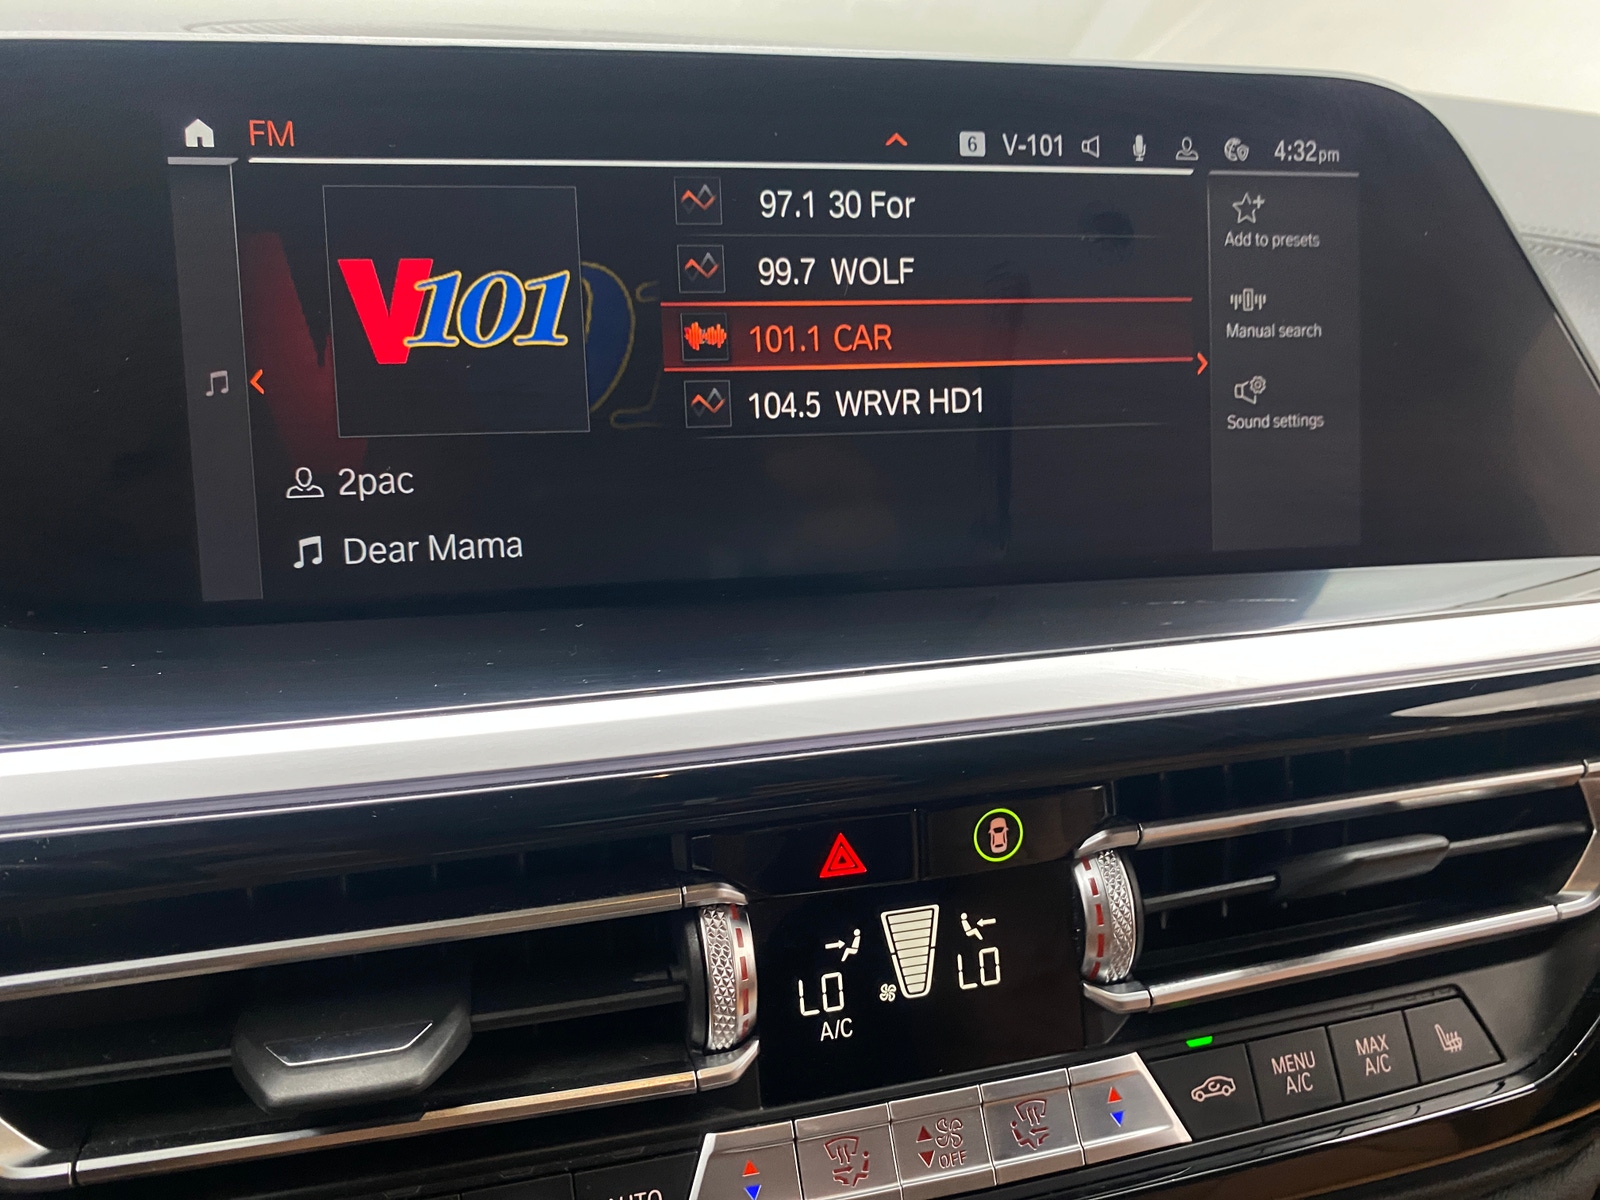 FM
6 V-101 4:32pm
V101
97.1 30 For
99.7 WOLF
101.1 CAR
104.5 WRVR HD1
2pac
Dear Mama
Add to presets
Manual search
Sound settings
LO
LO
A/C
MENU
A/C
MAX
A/C
OFF
AUTO